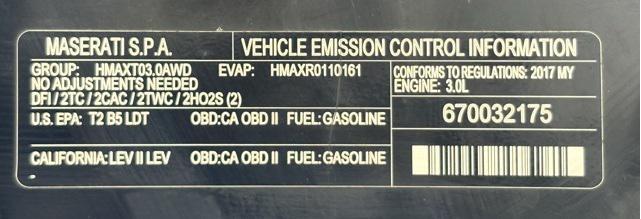 MASERATI S.P.A. VEHICLE EMISSION CONTROL INFORMATION
GROUP: HMAXT03.0AWD EVAP: HMAXR0110161
NO ADJUSTMENTS NEEDED
DFI / 2TC / 2CAC / 2TWC / 2HO2S (2)
CONFORMS TO REGULATIONS: 2017 MY
ENGINE: 3.0L
U.S. EPA: T2 B5 LDT OBD:CA OBD II FUEL:GASOLINE
670032175
CALIFORNIA: LEV II LEV OBD:CA OBD II FUEL:GASOLINE